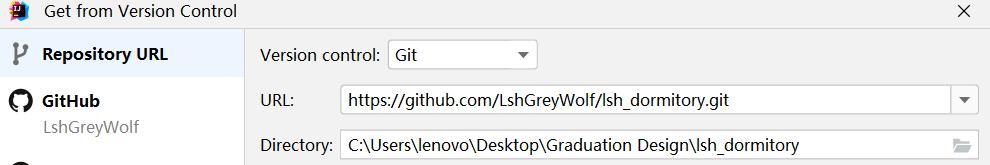 Get from Version Control
Repository URL
Version control: Git
GitHub
LshGreyWolf
URL: https://github.com/LshGreyWolf/lsh_dormitory.git
Directory: C:\Users\lenovo\Desktop\Graduation Design\lsh_dormitory